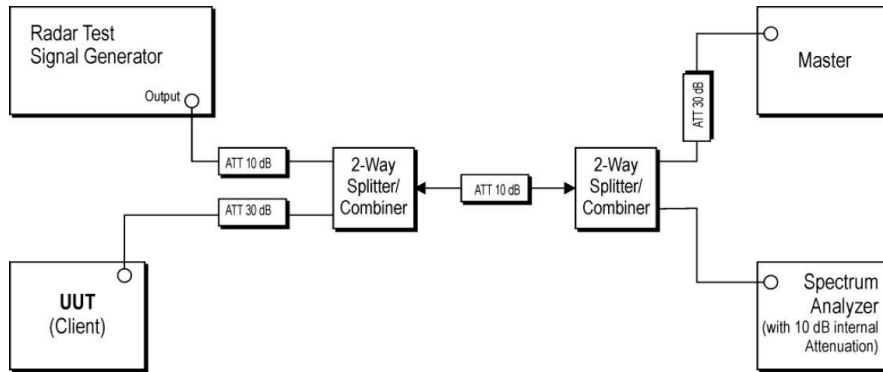 Radar Test
Signal Generator
Output
ATT 10 dB
ATT 30 dB
2-Way
Splitter/
Combiner
ATT 10 dB
2-Way
Splitter/
Combiner
ATT 30 dB
Master
UUT
(Client)
Spectrum
Analyzer
(with 10 dB internal
Attenuation)